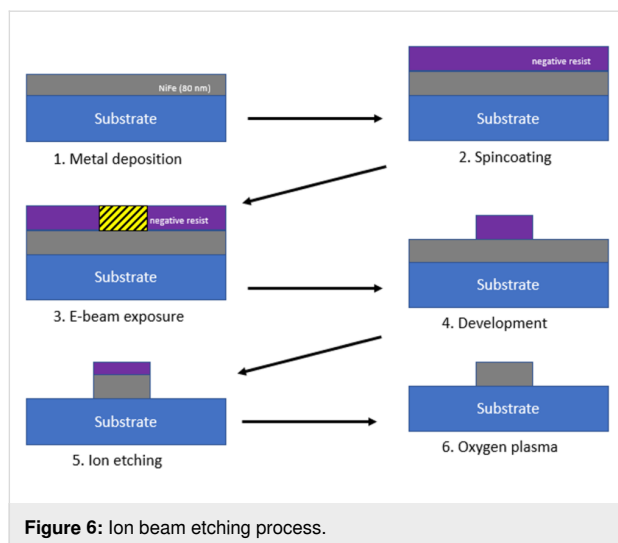 NiFe (80 nm)
Substrate
1. Metal deposition
negative resist
Substrate
2. Spincoating
negative resist
Substrate
3. E-beam exposure
Substrate
4. Development
Substrate
5. Ion etching
Substrate
6. Oxygen plasma
Figure 6: Ion beam etching process.